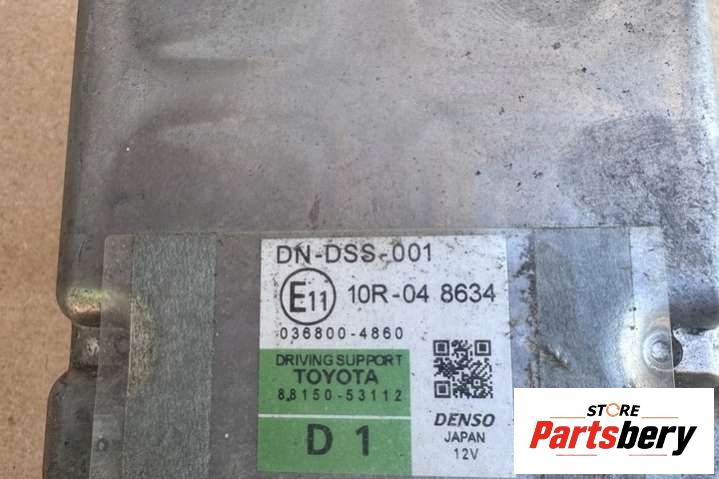 DN-DSS-001
E11 10R-04 8634
036800-4860
DRIVING SUPPORT
TOYOTA
88150-53112
D1
DENSO
JAPAN
12V
STORE
Partsbery